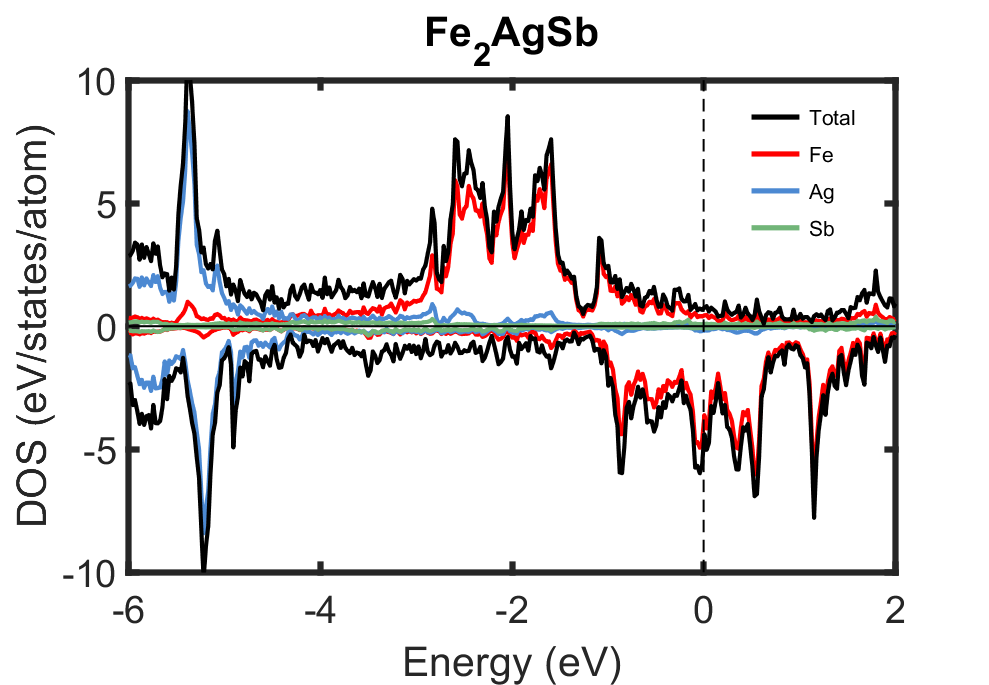 Fe2AgSb
10
5
0
-5
-10
DOS (eV/states/atom)
Total
Fe
Ag
Sb
-6 -4 -2 0 2
Energy (eV)